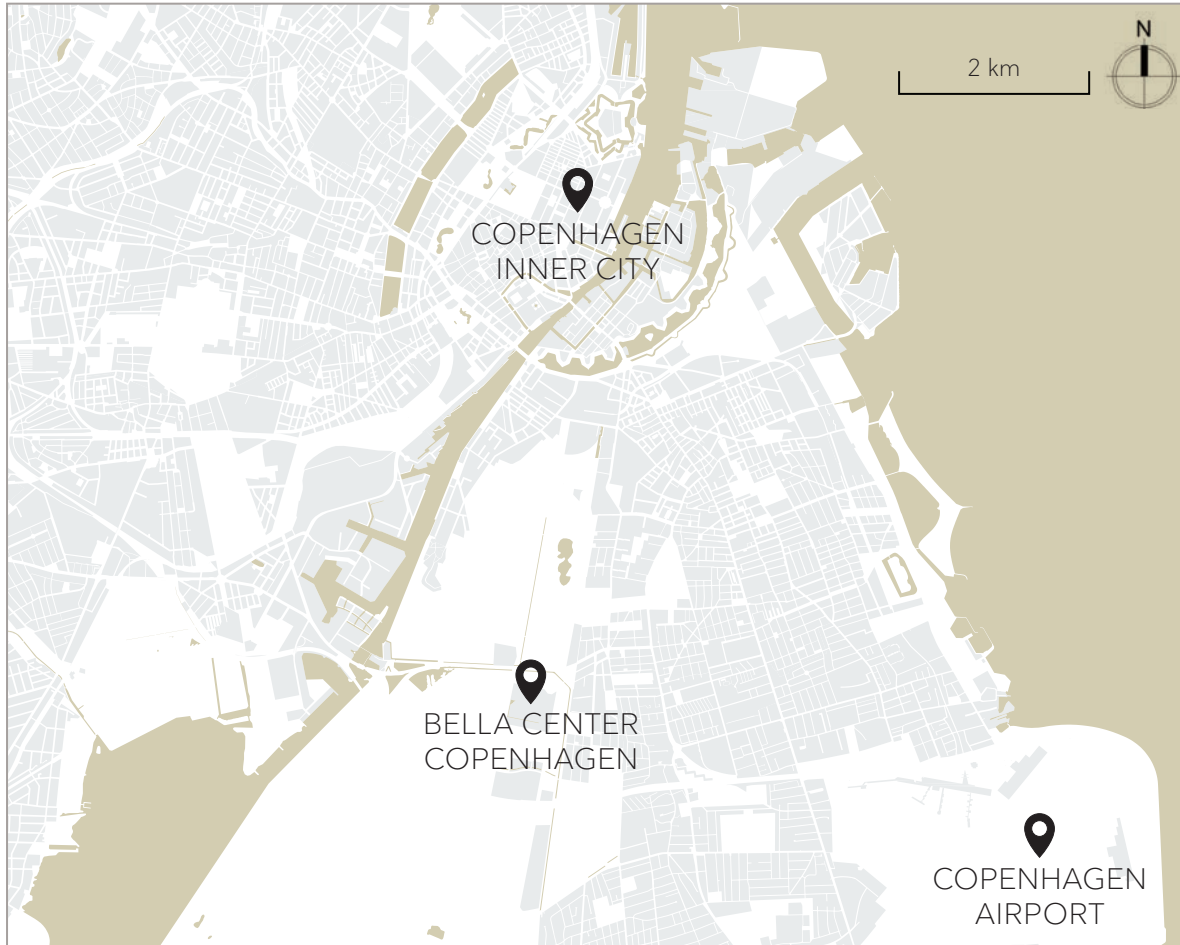 N
2 km
COPENHAGEN
INNER CITY
BELLA CENTER
COPENHAGEN
COPENHAGEN
AIRPORT